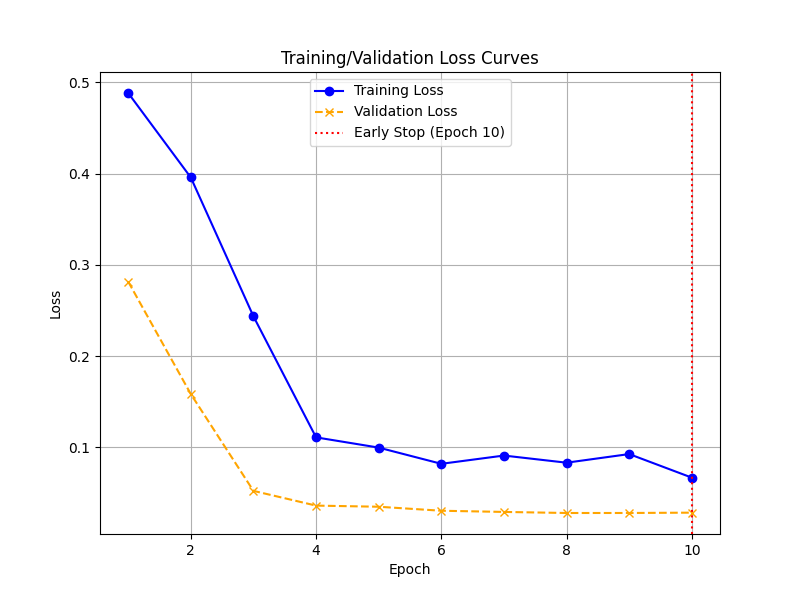 Training/Validation Loss Curves
Training Loss
Validation Loss
Early Stop (Epoch 10)
0.5
0.4
0.3
0.2
0.1
Loss
2 4 6 8 10
Epoch